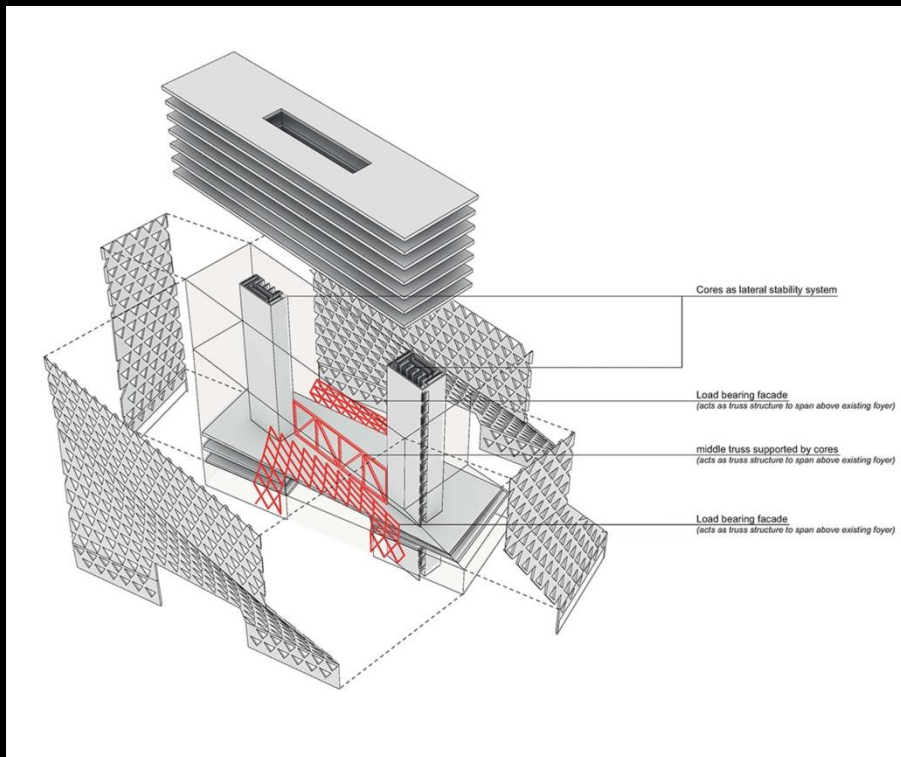 Cores as lateral stability system
Load bearing facade
(acts as truss structure to span above existing foyer)
middle truss supported by cores
(acts as truss structure to span above existing foyer)
Load bearing facade
(acts as truss structure to span above existing foyer)